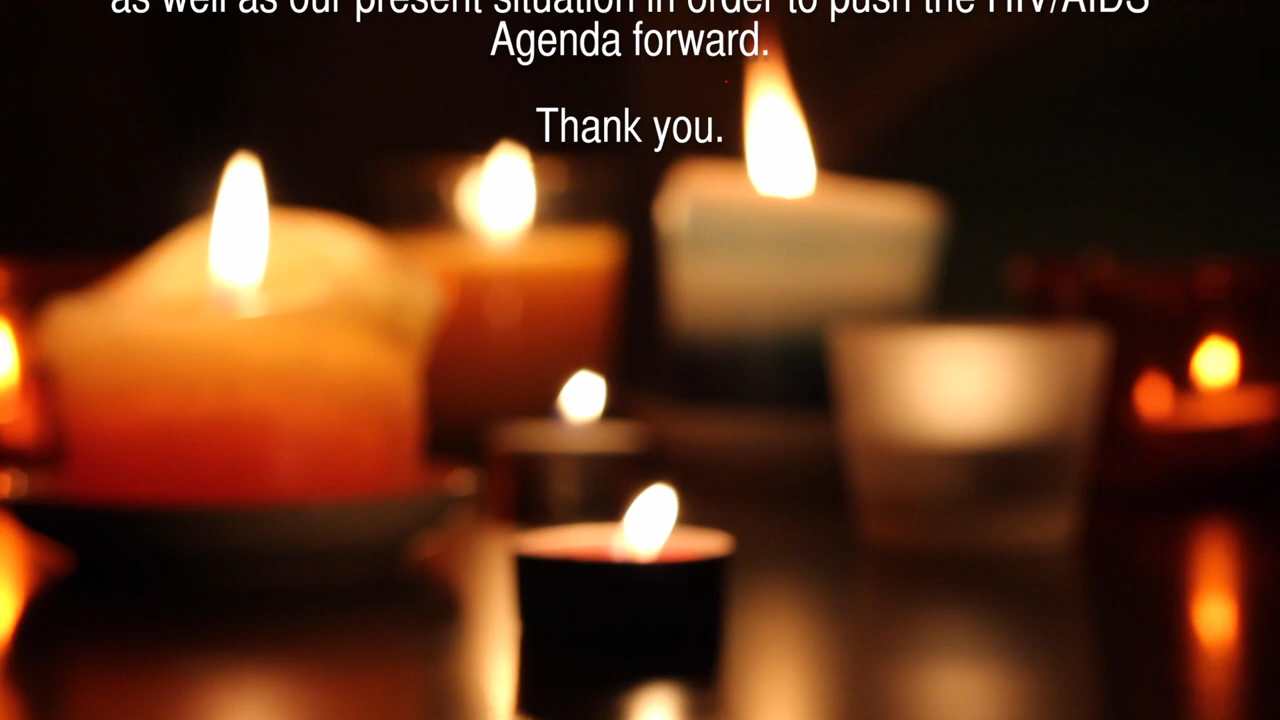 as well as our present situation in order to push the HIV/AIDS
Agenda forward.
Thank you.